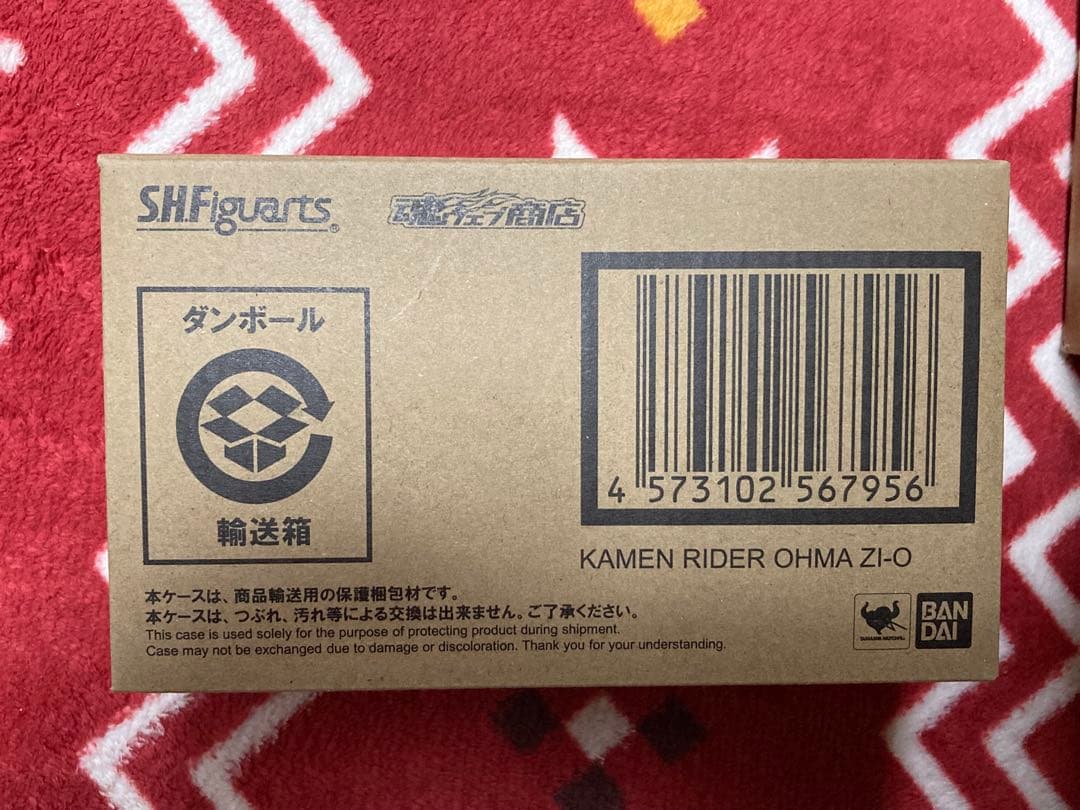 S.H.Figuarts®
魂ウェブ商店
ダンボール
輸送箱
4 573102 567956
KAMEN RIDER OHMA ZI-O
本ケースは、商品輸送用の保護梱包材です。
本ケースは、つぶれ、汚れ等による交換は出来ません。ご了承ください。
This case is used solely for the purpose of protecting product during shipment.
Case may not be exchanged due to damage or discoloration. Thank you for your understanding.
BAN
DAI